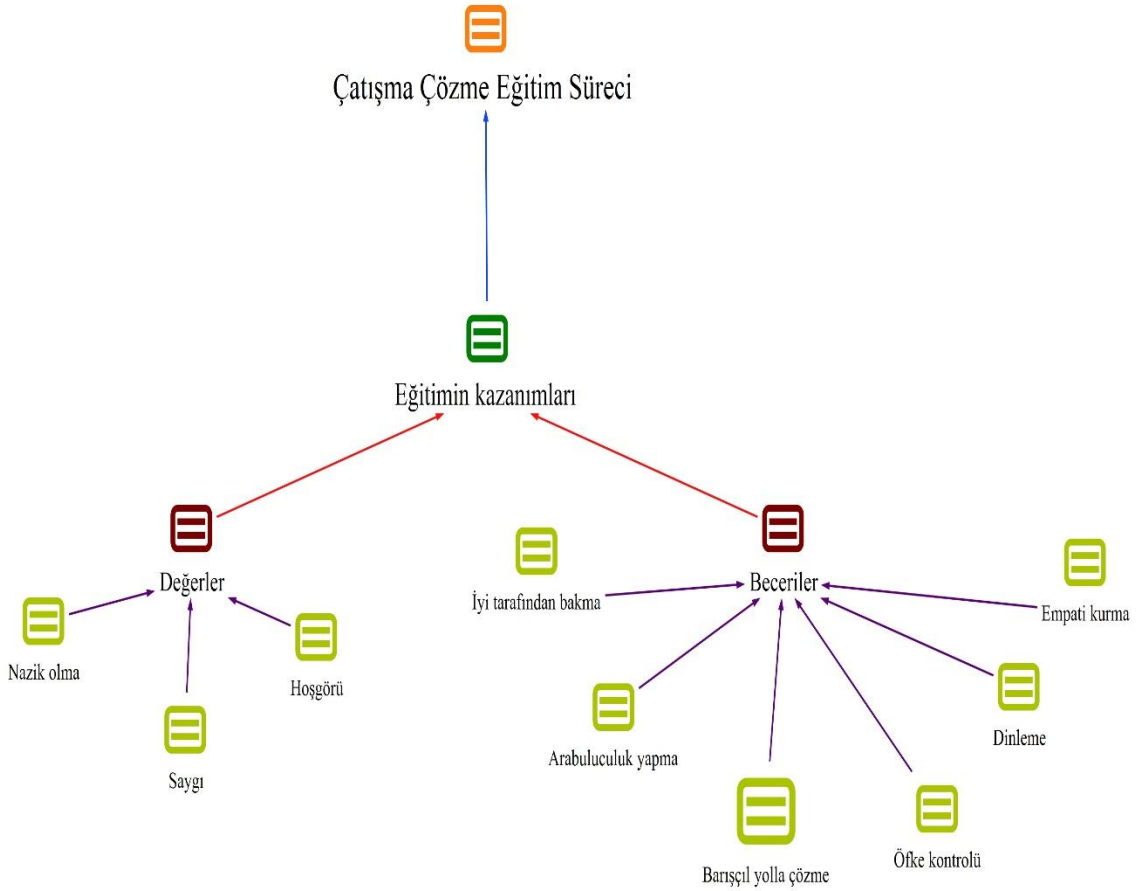 Çatışma Çözme Eğitim Süreci
Eğitimin kazanımları
Değerler
Nazik olma
Saygı
Hoşgörü
Beceriler
İyi tarafından bakma
Arabuluculuk yapma
Barışçıl yolla çözme
Öfke kontrolü
Dinleme
Empati kurma